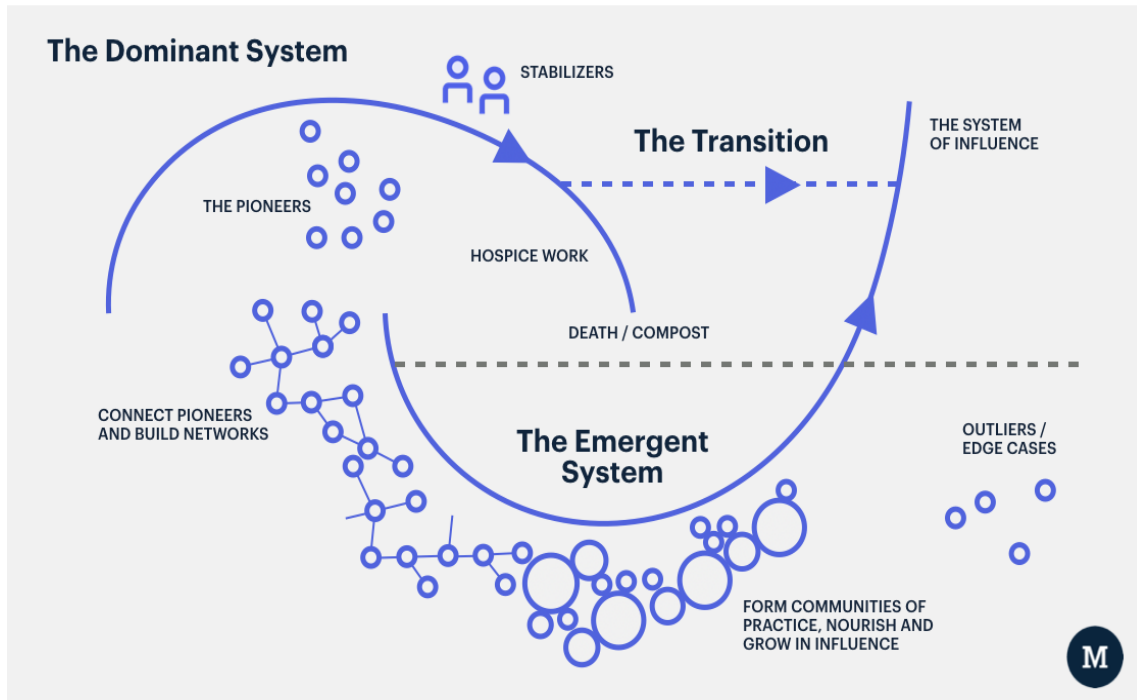 The Dominant System
STABILIZERS
The Transition
THE SYSTEM
OF INFLUENCE
THE PIONEERS
HOSPICE WORK
DEATH / COMPOST
CONNECT PIONEERS
AND BUILD NETWORKS
The Emergent
System
OUTLIERS /
EDGE CASES
FORM COMMUNITIES OF
PRACTICE, NOURISH AND
GROW IN INFLUENCE
M